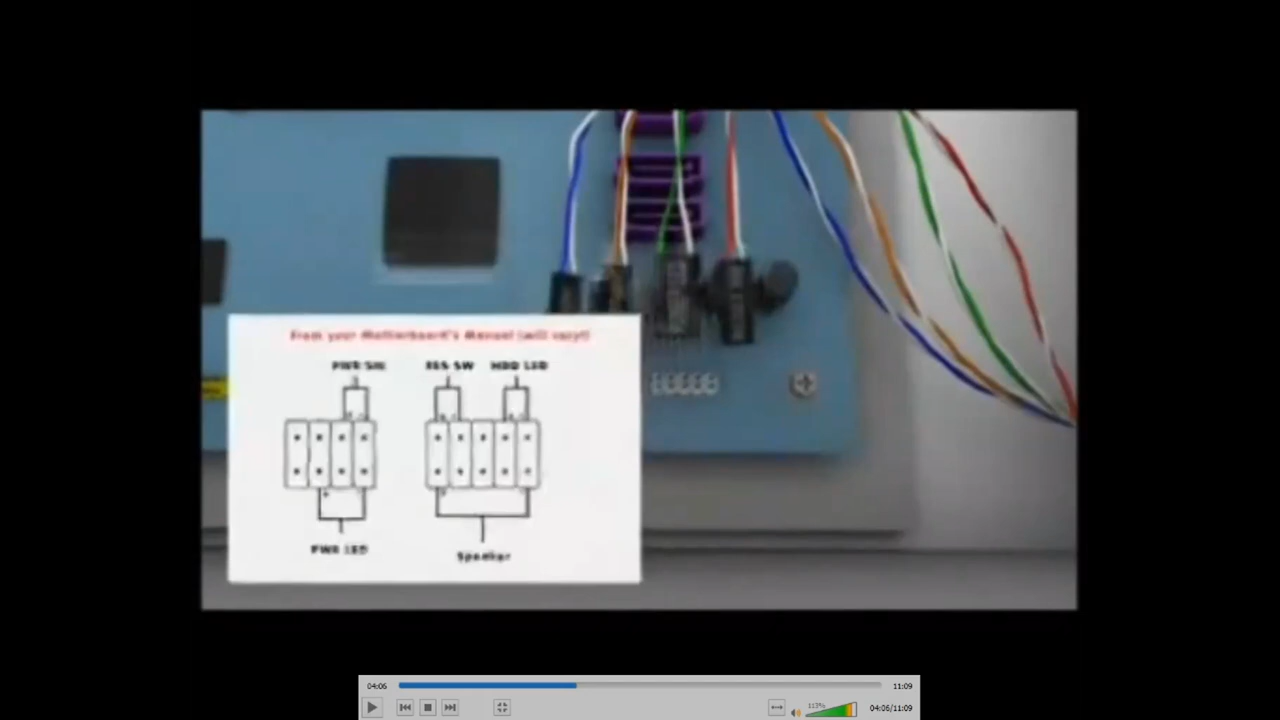 From your Motherboard's Manual (will vary!)
PWR SW RES SW HDD LED
PWR LED
Speaker
04:06 11:09
113%
04:06/11:09